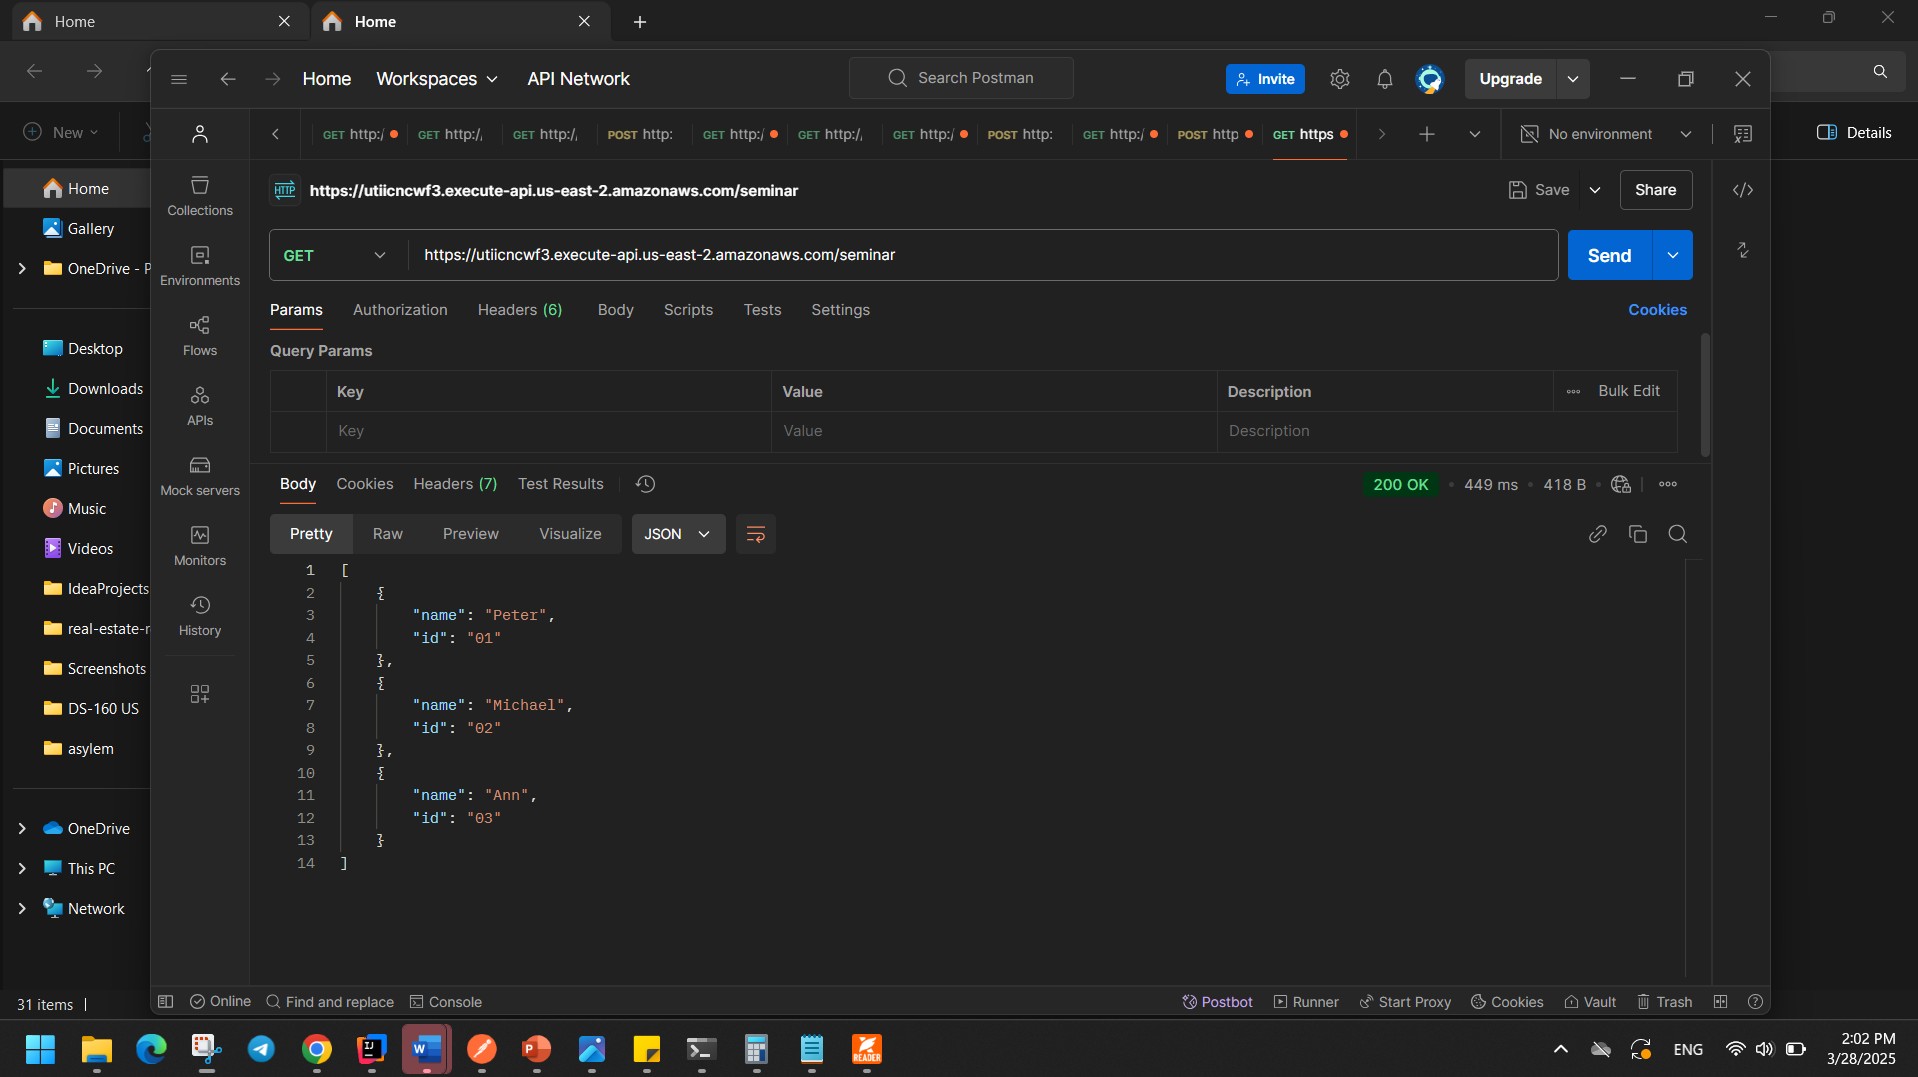 Home
Home
Home
Workspaces
API Network
Search Postman
Invite
Upgrade
New
GET http:/
GET http:/,
GET http:/,
POST http:
GET http:/
GET http:/,
GET http:/
POST http:
GET http:/
POST http
GET https
No environment
Details
HTTP
https://utiicncwf3.execute-api.us-east-2.amazonaws.com/seminar
Save
Share
GET
https://utiicncwf3.execute-api.us-east-2.amazonaws.com/seminar
Send
Params
Authorization
Headers (6)
Body
Scripts
Tests
Settings
Cookies
Query Params
Key
Value
Description
Bulk Edit
Key
Value
Description
Body
Cookies
Headers (7)
Test Results
200 OK
449 ms
418 B
Pretty
Raw
Preview
Visualize
JSON
1 [
2 {
3 "name": "Peter",
4 "id": "01"
5 },
6 {
7 "name": "Michael",
8 "id": "02"
9 },
10 {
11 "name": "Ann",
12 "id": "03"
13 }
14 ]
Collections
Environments
Flows
APIs
Mock servers
Monitors
History
Home
Gallery
OneDrive - P
Desktop
Downloads
Documents
Pictures
Music
Videos
IdeaProjects
real-estate-r
Screenshots
DS-160 US
asylem
OneDrive
This PC
Network
31 items
Online
Find and replace
Console
Postbot
Runner
Start Proxy
Cookies
Vault
Trash
IJ
W
P
READER
ENG
2:02 PM
3/28/2025